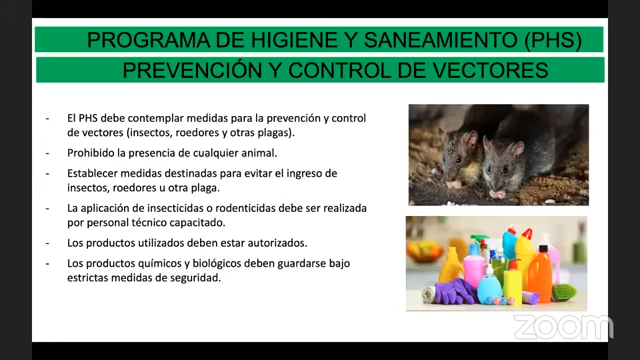 PROGRAMA DE HIGIENE Y SANEAMIENTO (PHS)
PREVENCIÓN Y CONTROL DE VECTORES
- El PHS debe contemplar medidas para la prevención y control
de vectores (insectos, roedores y otras plagas).
- Prohibido la presencia de cualquier animal.
- Establecer medidas destinadas para evitar el ingreso de
insectos, roedores u otra plaga.
- La aplicación de insecticidas o rodenticidas debe ser realizada
por personal técnico capacitado.
- Los productos utilizados deben estar autorizados.
- Los productos químicos y biológicos deben guardarse bajo
estrictas medidas de seguridad.
zoom